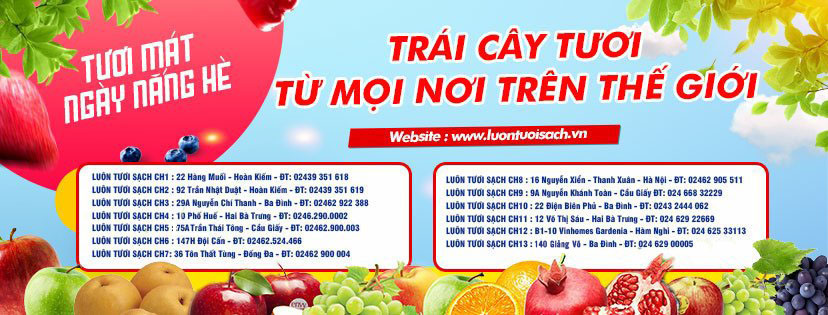 TƯƠI MÁT
NGÀY NẮNG HÈ
TRÁI CÂY TƯƠI
TỪ MỌI NƠI TRÊN THẾ GIỚI
Website : www.luontuoisach.vn
LUÔN TƯƠI SẠCH CH1 : 22 Hàng Muối - Hoàn Kiếm - ĐT: 02439 351 618
LUÔN TƯƠI SẠCH CH2 : 92 Trần Nhật Duật - Hoàn Kiếm - ĐT: 02439 351 619
LUÔN TƯƠI SẠCH CH3 : 29A Nguyễn Chí Thanh - Ba Đình - ĐT: 02462 922 388
LUÔN TƯƠI SẠCH CH4 : 10 Phố Huế - Hai Bà Trưng - ĐT: 0246.290.0002
LUÔN TƯƠI SẠCH CH5 : 75A Trần Thái Tông - Cầu Giấy - ĐT: 02462.900.003
LUÔN TƯƠI SẠCH CH6 : 147H Đội Cấn - ĐT: 02462.524.466
LUÔN TƯƠI SẠCH CH7: 36 Tôn Thất Tùng - Đống Đa - ĐT: 02462 900 004
LUÔN TƯƠI SẠCH CH8 : 16 Nguyễn Xiển - Thanh Xuân - Hà Nội - ĐT: 02462 905 511
LUÔN TƯƠI SẠCH CH9 : 9A Nguyễn Khánh Toàn - Cầu Giấy ĐT: 024 668 32229
LUÔN TƯƠI SẠCH CH10 : 22 Điện Biên Phủ - Ba Đình - ĐT: 0243 2444 062
LUÔN TƯƠI SẠCH CH11 : 12 Võ Thị Sáu - Hai Bà Trưng - ĐT: 024 629 22669
LUÔN TƯƠI SẠCH CH12 : B1-10 Vinhomes Gardenia - Hàm Nghi - ĐT: 024 625 33113
LUÔN TƯƠI SẠCH CH13 : 140 Giảng Võ - Ba Đình - ĐT: 024 629 00005
envy